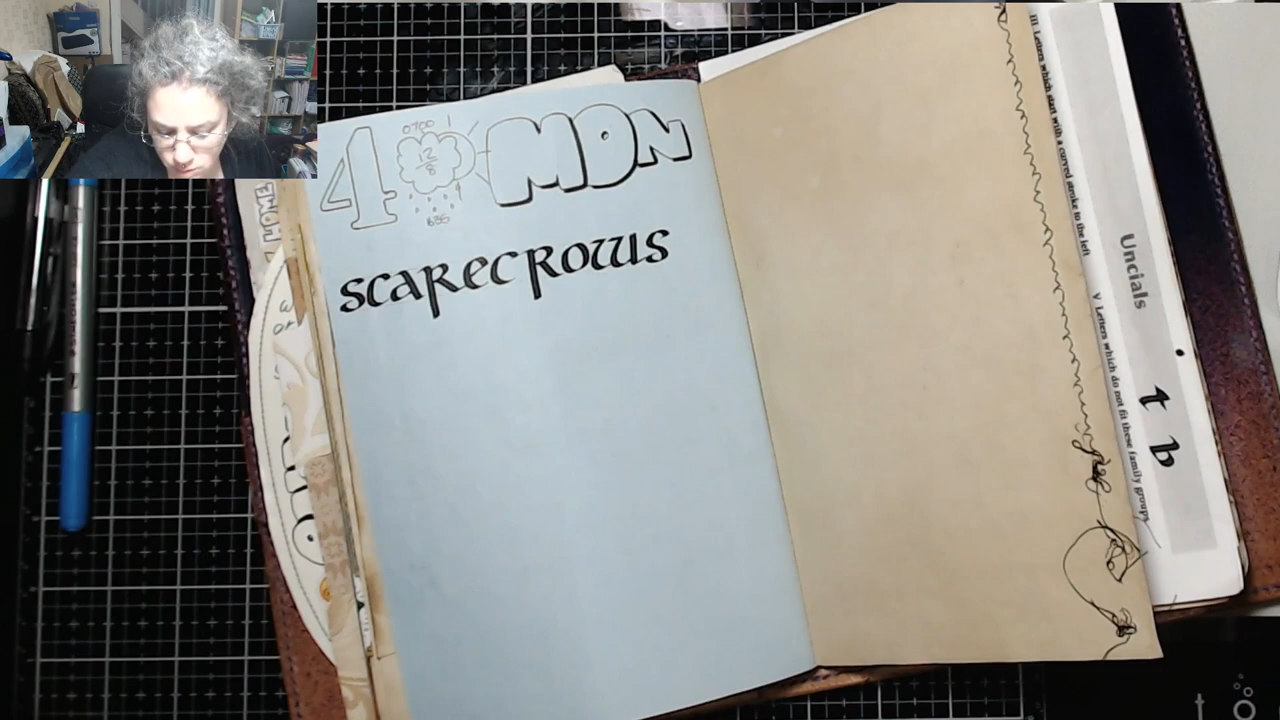 4 MON
0700
12
8
scarecrows
III Letters which start with a curved stroke to the left
Uncials
V Letters which do not fit these family groups
t b